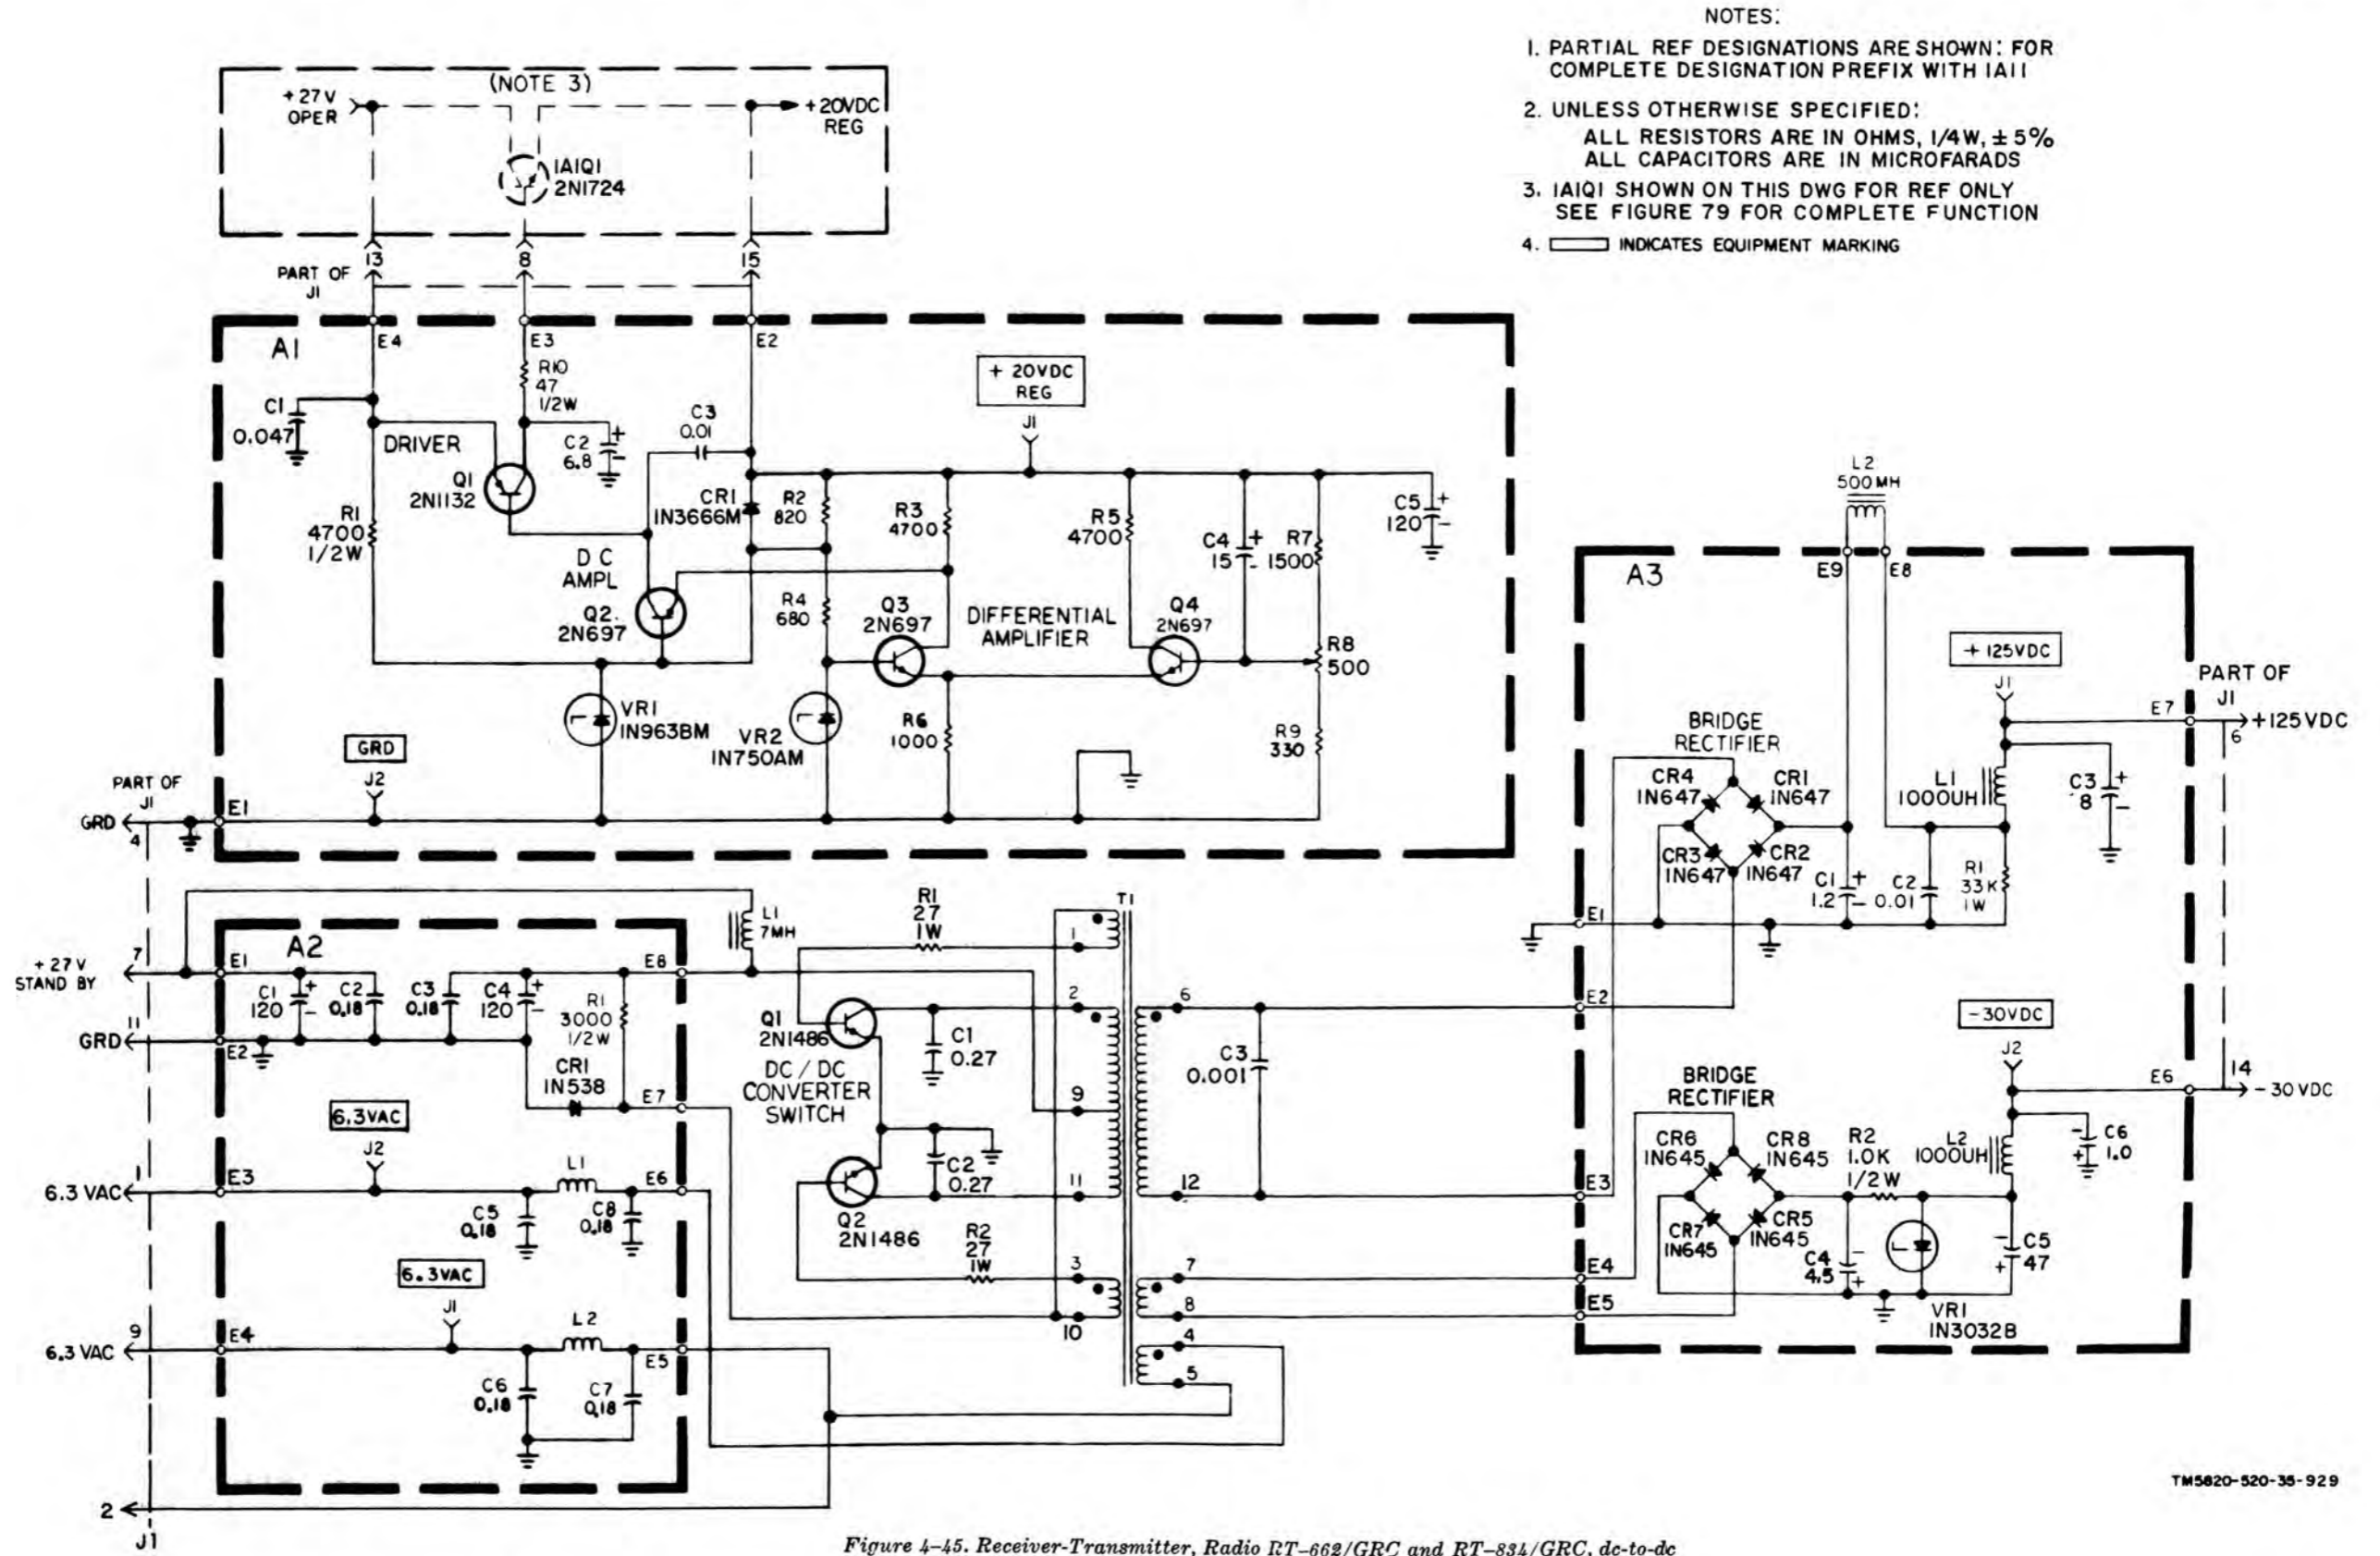 NOTES:
1. PARTIAL REF DESIGNATIONS ARE SHOWN: FOR
COMPLETE DESIGNATION PREFIX WITH 1A11
2. UNLESS OTHERWISE SPECIFIED:
ALL RESISTORS ARE IN OHMS, 1/4W, ±5%
ALL CAPACITORS ARE IN MICROFARADS
3. 1A1Q1 SHOWN ON THIS DWG FOR REF ONLY
SEE FIGURE 79 FOR COMPLETE FUNCTION
4. INDICATES EQUIPMENT MARKING
(NOTE 3)
+27V
OPER
+20VDC
REG
1A1Q1
2N1724
13
8
15
PART OF
J1
A1
E4
E3
E2
R10
47
1/2W
C1
0.047
DRIVER
C2
6.8
+
-
C3
0.01
+ 20VDC
REG
J1
Q1
2N1132
R1
4700
1/2W
CR1
1N3666M
R2
820
R3
4700
R5
4700
C4
15
+
-
R7
1500
C5
120
+
-
DC
AMPL
Q2.
2N697
R4
680
Q3
2N697
DIFFERENTIAL
AMPLIFIER
Q4
2N697
R8
500
VR1
1N963BM
VR2
1N750AM
R6
1000
R9
330
GRD
J2
PART OF
J1
GRD
4
E1
L2
500MH
E9
E8
A3
+125VDC
J1
E7
PART OF
J1
+125VDC
6
BRIDGE
RECTIFIER
CR4
1N647
CR1
1N647
CR3
1N647
CR2
1N647
L1
1000UH
C3
8
+
-
C1
1.2
+
-
C2
0.01
R1
33K
1W
E1
A2
+27V
STAND BY
7
E1
C1
120
+
-
C2
0.18
C3
0.18
C4
120
+
-
R1
3000
1/2W
E8
GRD
11
E2
CR1
1N538
E7
6.3VAC
J2
6.3 VAC
1
E3
L1
E6
C5
0.18
C8
0.18
6.3VAC
J1
6.3 VAC
9
E4
L2
E5
C6
0.18
C7
0.18
2
J1
L1
7MH
R1
27
1W
T1
1
2
9
11
3
10
6
12
7
8
4
5
Q1
2N1486
DC/DC
CONVERTER
SWITCH
C1
0.27
C2
0.27
Q2
2N1486
R2
27
1W
C3
0.001
E2
E3
E4
E5
-30VDC
J2
E6
14
-30VDC
BRIDGE
RECTIFIER
CR6
1N645
CR8
1N645
CR7
1N645
CR5
1N645
R2
1.0K
1/2W
L2
1000UH
C6
1.0
-
+
C4
4.5
-
+
C5
47
-
+
VR1
1N3032B
TM5820-520-35-929
Figure 4-45. Receiver-Transmitter, Radio RT-662/GRC and RT-834/GRC, dc-to-dc